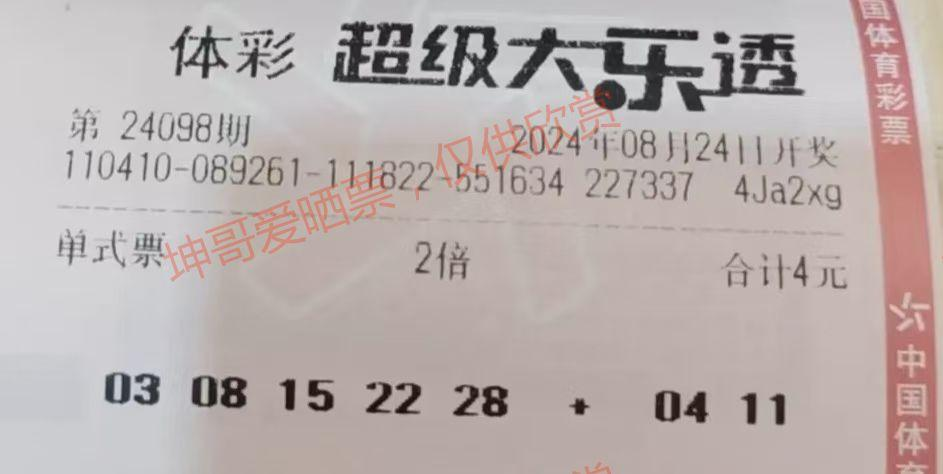 体彩 超级大乐透
第 24098期 2024年08月24日开奖
110410-089261-111822-551634 227337 4Ja2xg
单式票 2倍 合计4元
03 08 15 22 28 + 04 11
坤哥爱晒票，仅供欣赏
国体育彩票
中国体育
赏